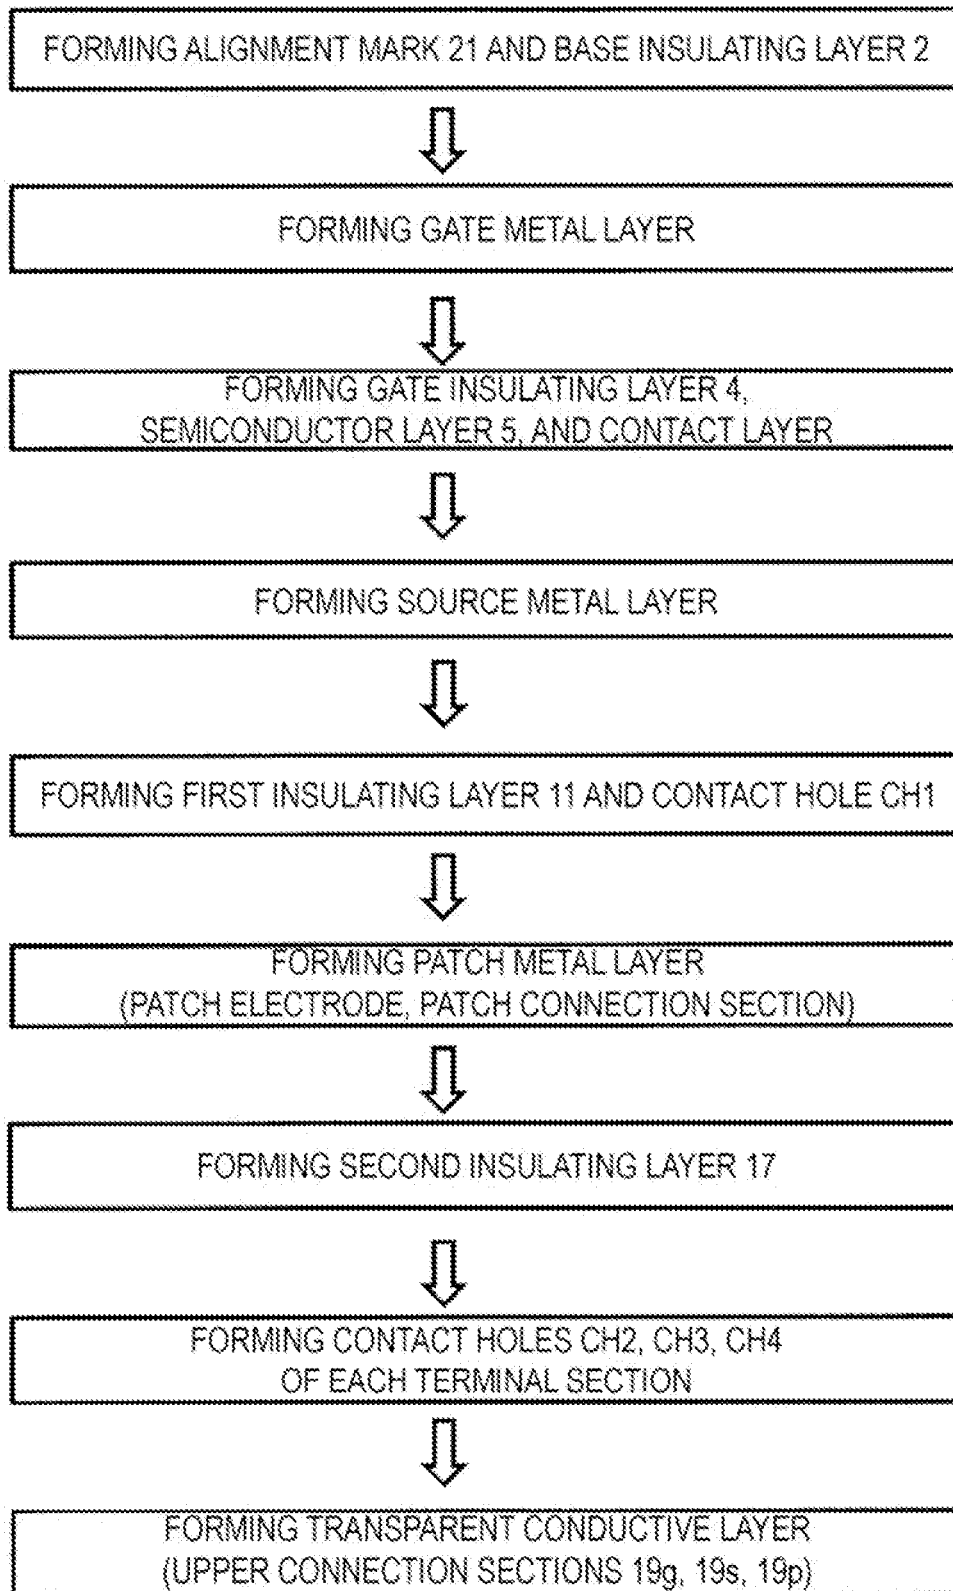 FORMING ALIGNMENT MARK 21 AND BASE INSULATING LAYER 2
FORMING GATE METAL LAYER
FORMING GATE INSULATING LAYER 4,
SEMICONDUCTOR LAYER 5, AND CONTACT LAYER
FORMING SOURCE METAL LAYER
FORMING FIRST INSULATING LAYER 11 AND CONTACT HOLE CH1
FORMING PATCH METAL LAYER
(PATCH ELECTRODE, PATCH CONNECTION SECTION)
FORMING SECOND INSULATING LAYER 17
FORMING CONTACT HOLES CH2, CH3, CH4
OF EACH TERMINAL SECTION
FORMING TRANSPARENT CONDUCTIVE LAYER
(UPPER CONNECTION SECTIONS 19g, 19s, 19p)